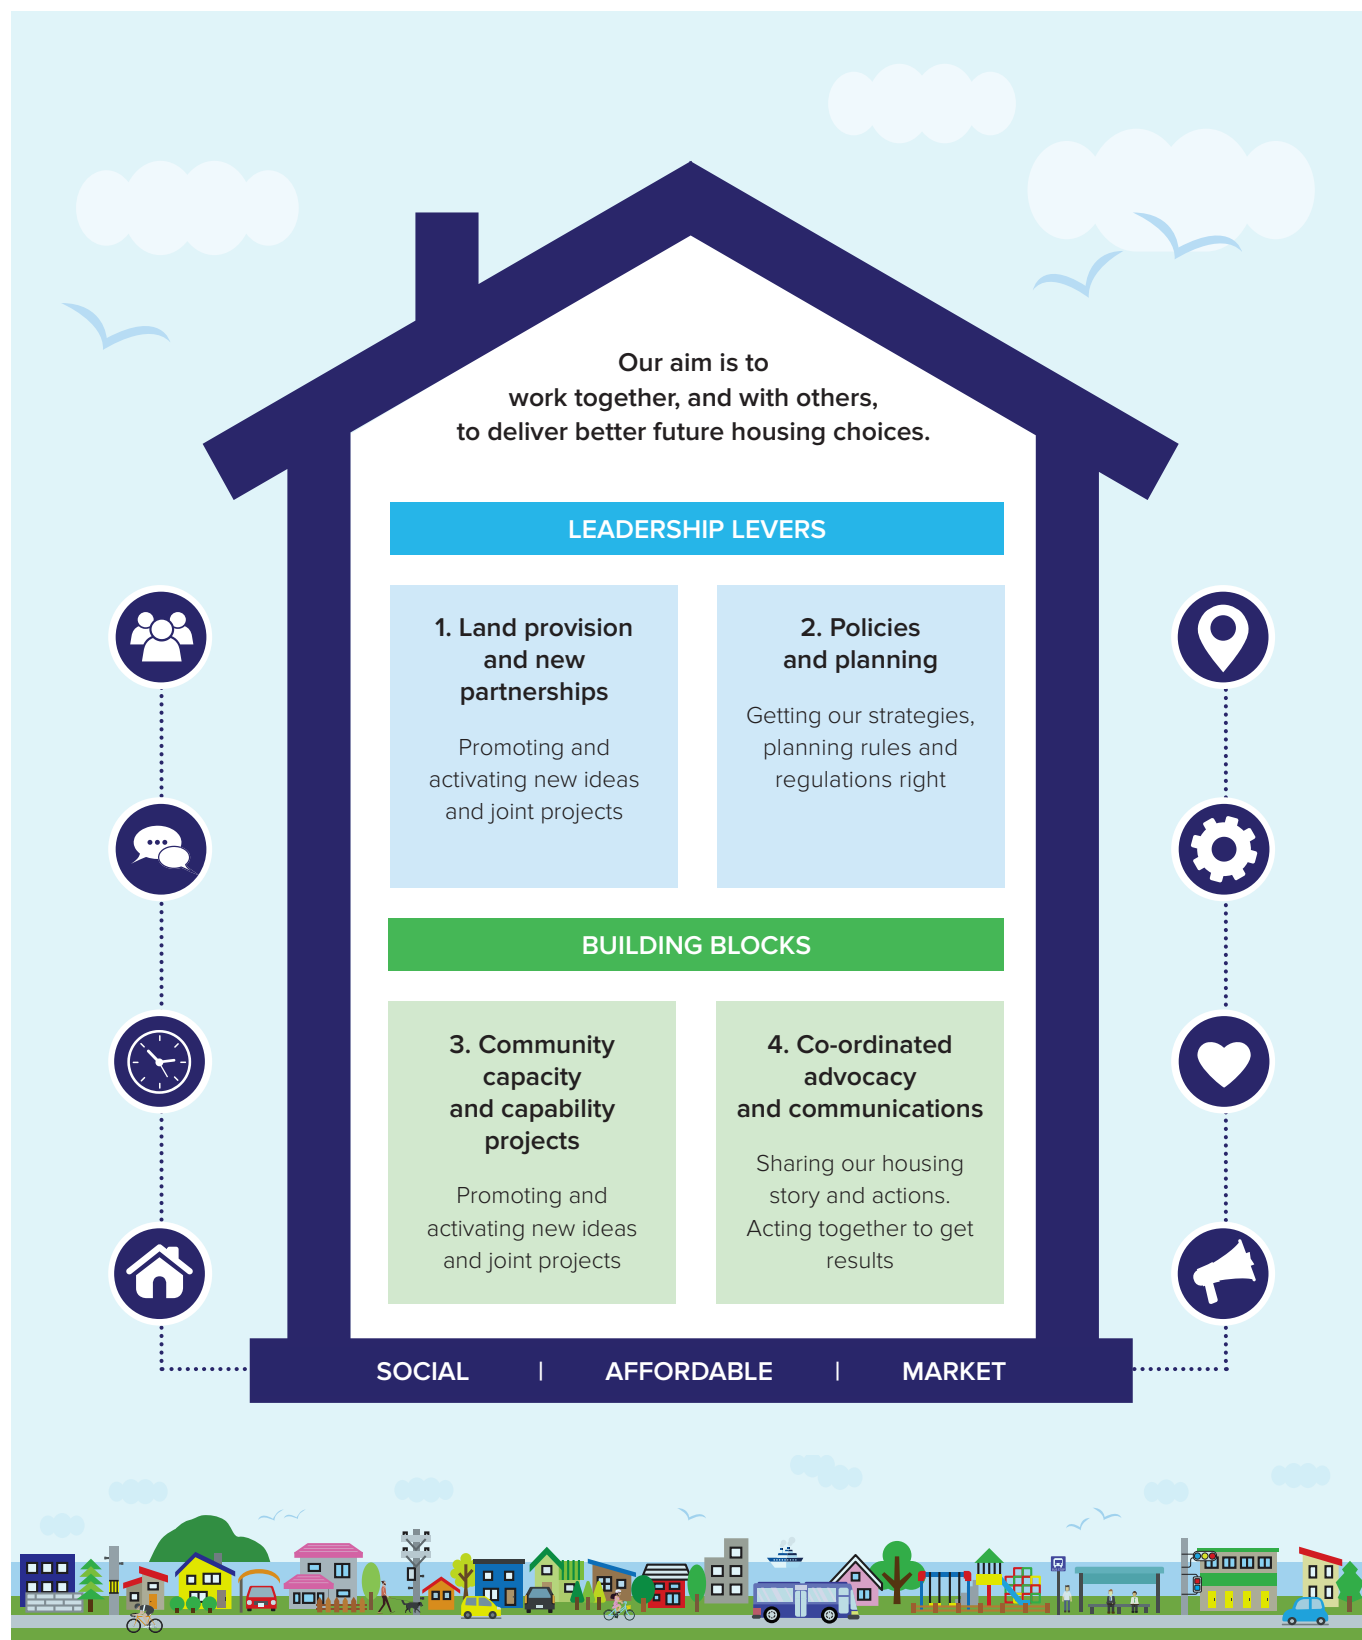 Our aim is to
work together, and with others,
to deliver better future housing choices.
LEADERSHIP LEVERS
1. Land provision
and new
partnerships
Promoting and
activating new ideas
and joint projects
2. Policies
and planning
Getting our strategies,
planning rules and
regulations right
BUILDING BLOCKS
3. Community
capacity
and capability
projects
Promoting and
activating new ideas
and joint projects
4. Co-ordinated
advocacy
and communications
Sharing our housing
story and actions.
Acting together to get
results
SOCIAL | AFFORDABLE | MARKET